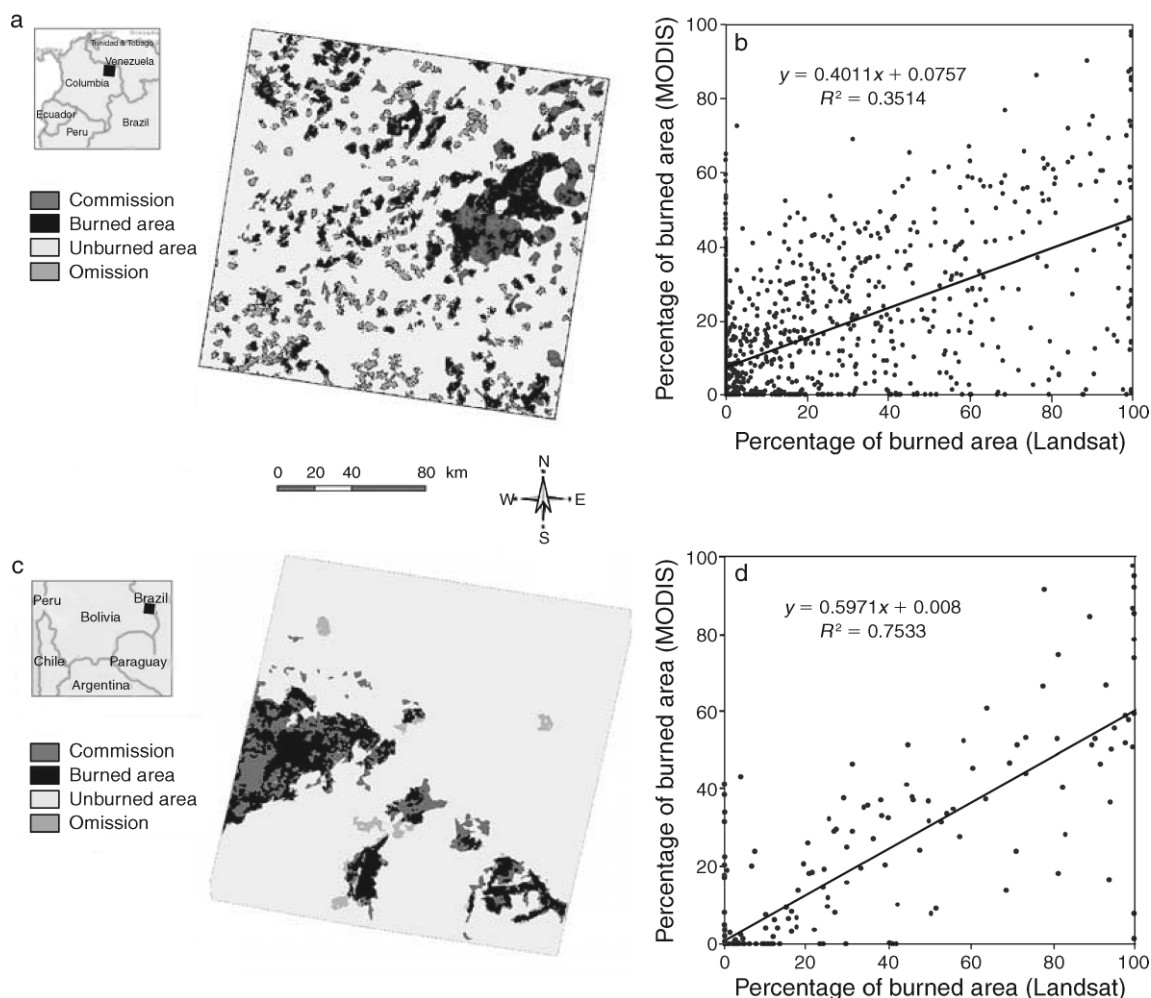 a
Trinidad & Tobago
Venezuela
Columbia
Ecuador
Peru
Brazil
Commission
Burned area
Unburned area
Omission
b
y = 0.4011x + 0.0757
R² = 0.3514
Percentage of burned area (MODIS)
100
80
60
40
20
0
0 20 40 60 80 100
Percentage of burned area (Landsat)
0 20 40 80 km
N
W E
S
c
Peru
Brazil
Bolivia
Chile
Paraguay
Argentina
Commission
Burned area
Unburned area
Omission
d
y = 0.5971x + 0.008
R² = 0.7533
Percentage of burned area (MODIS)
100
80
60
40
20
0
0 20 40 60 80 100
Percentage of burned area (Landsat)